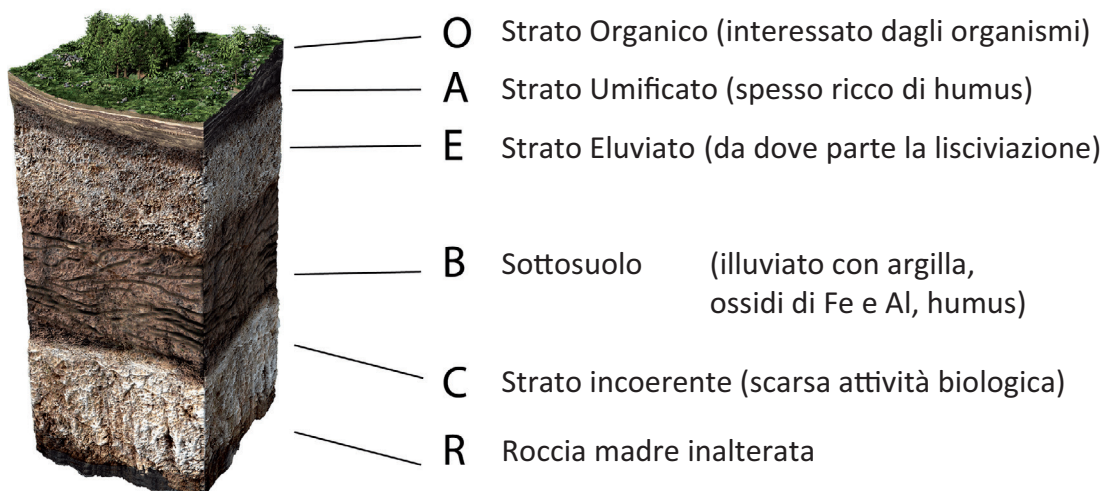 O Strato Organico (interessato dagli organismi)
A Strato Umificato (spesso ricco di humus)
E Strato Eluviato (da dove parte la lisciviazione)
B Sottosuolo (illuviato con argilla,
ossidi di Fe e Al, humus)
C Strato incoerente (scarsa attività biologica)
R Roccia madre inalterata